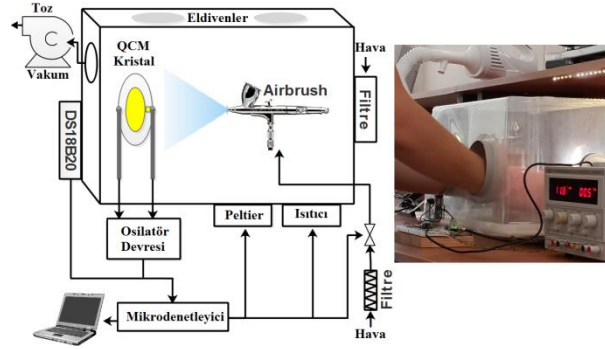 Toz
Eldivenler
Vakum
QCM
Kristal
Airbrush
Hava
Filtre
DS18B20
Peltier
Isıtıcı
Osilatör
Devresi
Filtre
Mikrodenetleyici
Hava